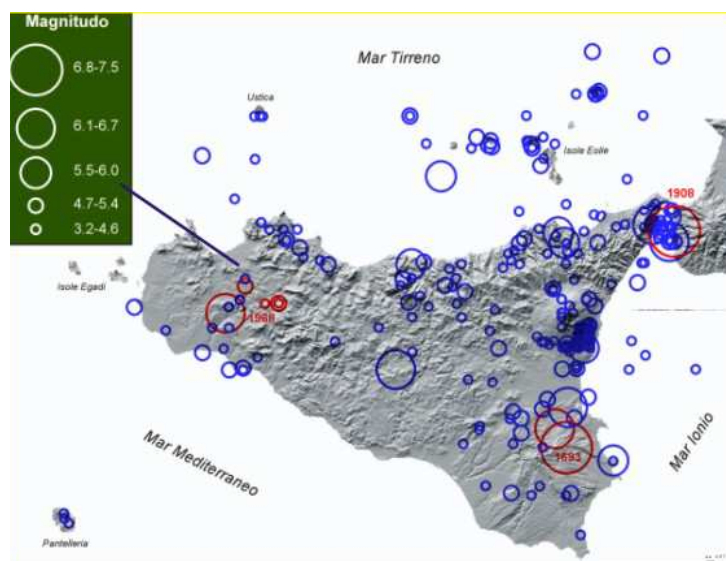 Magnitudo
6.8-7.5
6.1-6.7
5.5-6.0
4.7-5.4
3.2-4.6
Mar Tirreno
Ustica
Isole Eolie
1908
Isole Egadi
1968
Mar Mediterraneo
Mar Ionio
1693
Pantelleria